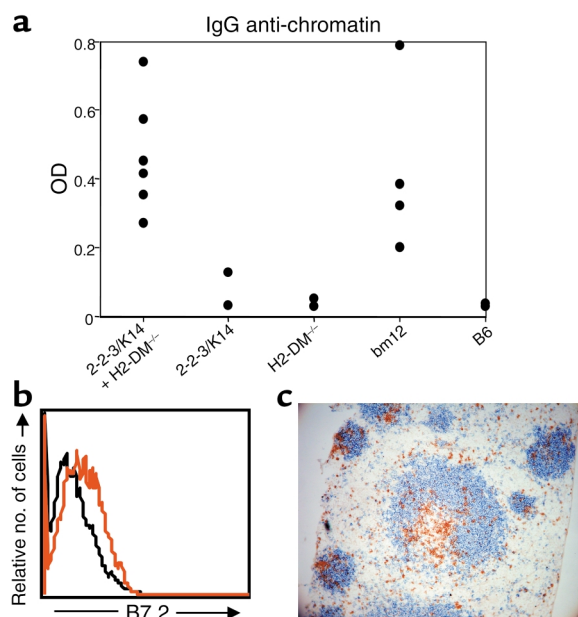 a
IgG anti-chromatin
OD
0.8
0.6
0.4
0.2
0
2-2-3/K14
+ H2-DM–/–
2-2-3/K14
H2-DM–/–
bm12
B6
b
Relative no. of cells
B7.2
c